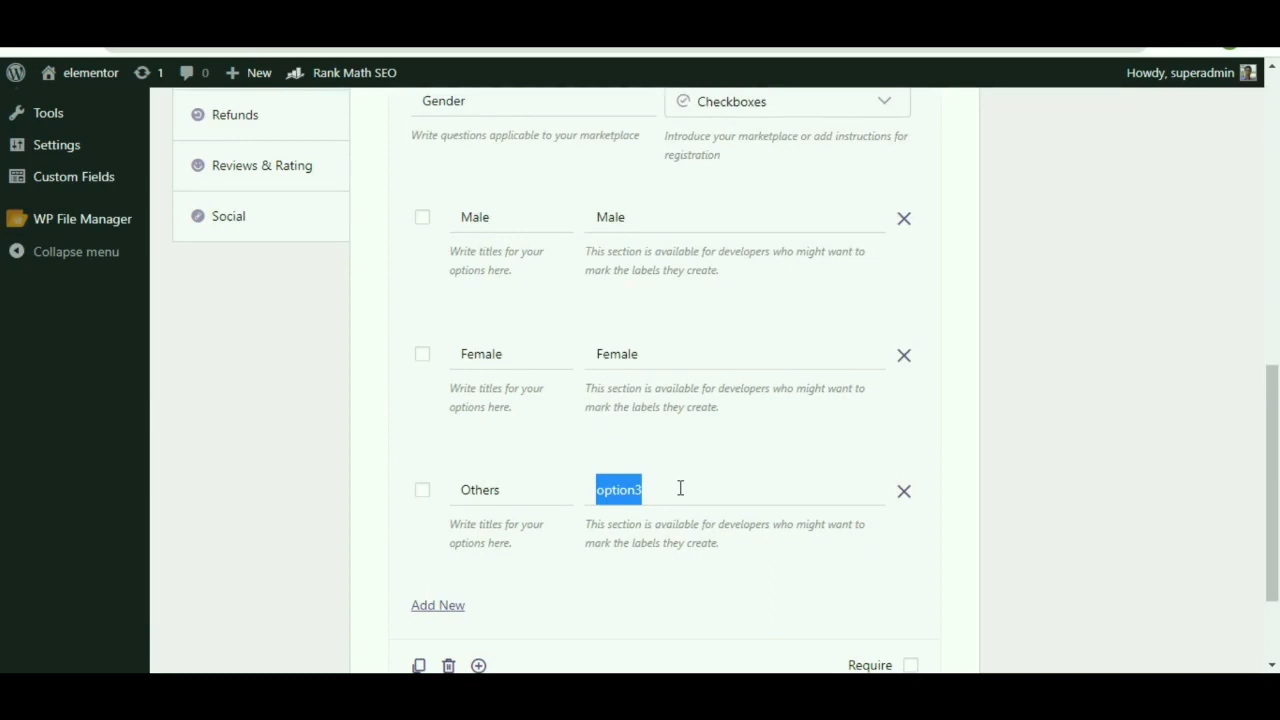 elementor 1 0 New Rank Math SEO Howdy, superadmin
Tools
Settings
Custom Fields
WP File Manager
Collapse menu
Refunds
Reviews & Rating
Social
Gender Checkboxes
Write questions applicable to your marketplace
Introduce your marketplace or add instructions for
registration
Male Male
Write titles for your
options here.
This section is available for developers who might want to
mark the labels they create.
Female Female
Write titles for your
options here.
This section is available for developers who might want to
mark the labels they create.
Others option3
Write titles for your
options here.
This section is available for developers who might want to
mark the labels they create.
Add New
Require